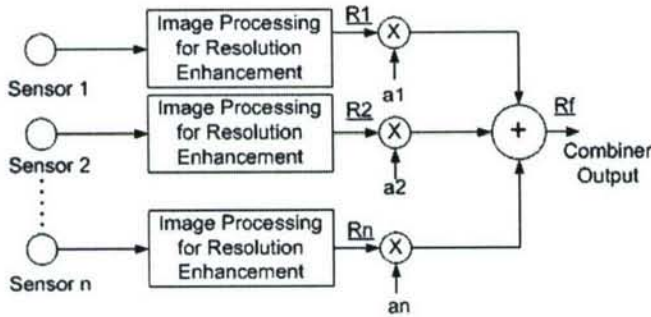 Image Processing
for Resolution
Enhancement
R1
X
a1
Sensor 1
Image Processing
for Resolution
Enhancement
R2
X
a2
Sensor 2
+
Rf
Combiner
Output
Image Processing
for Resolution
Enhancement
Rn
X
an
Sensor n